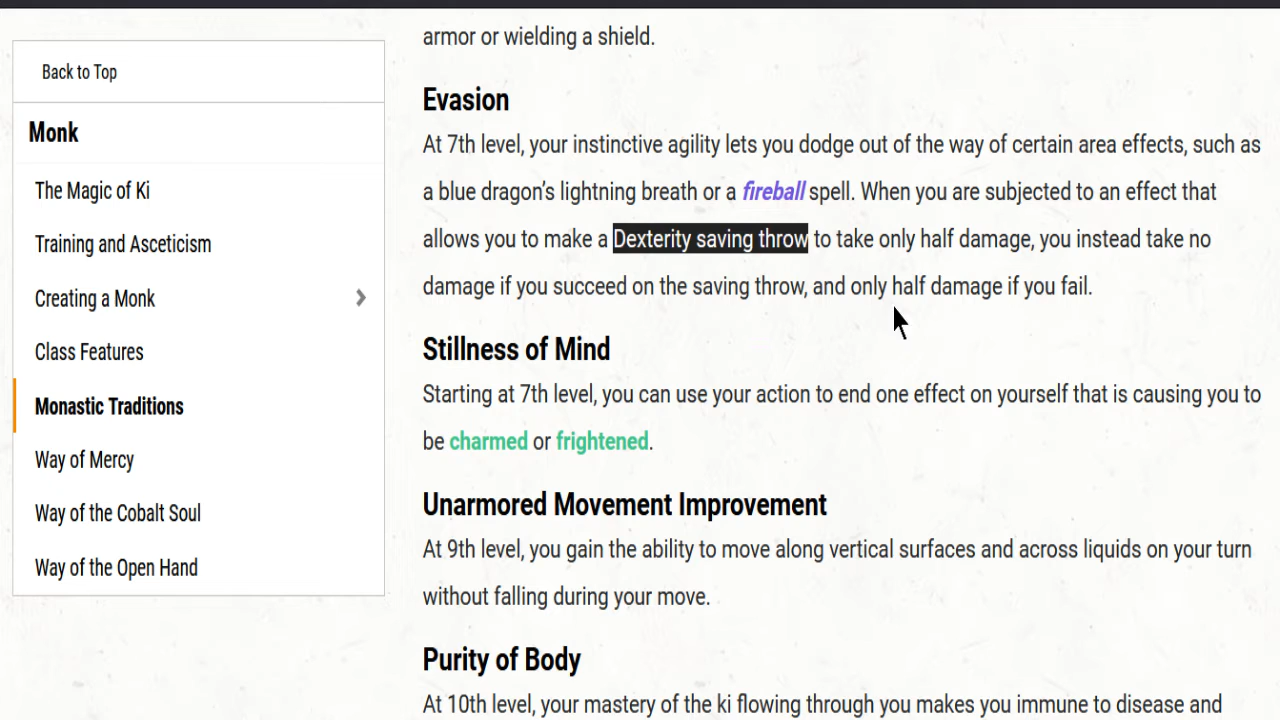 Back to Top
Monk
The Magic of Ki
Training and Asceticism
Creating a Monk
Class Features
Monastic Traditions
Way of Mercy
Way of the Cobalt Soul
Way of the Open Hand
armor or wielding a shield.
Evasion
At 7th level, your instinctive agility lets you dodge out of the way of certain area effects, such as
a blue dragon’s lightning breath or a fireball spell. When you are subjected to an effect that
allows you to make a Dexterity saving throw to take only half damage, you instead take no
damage if you succeed on the saving throw, and only half damage if you fail.
Stillness of Mind
Starting at 7th level, you can use your action to end one effect on yourself that is causing you to
be charmed or frightened.
Unarmored Movement Improvement
At 9th level, you gain the ability to move along vertical surfaces and across liquids on your turn
without falling during your move.
Purity of Body
At 10th level, your mastery of the ki flowing through you makes you immune to disease and